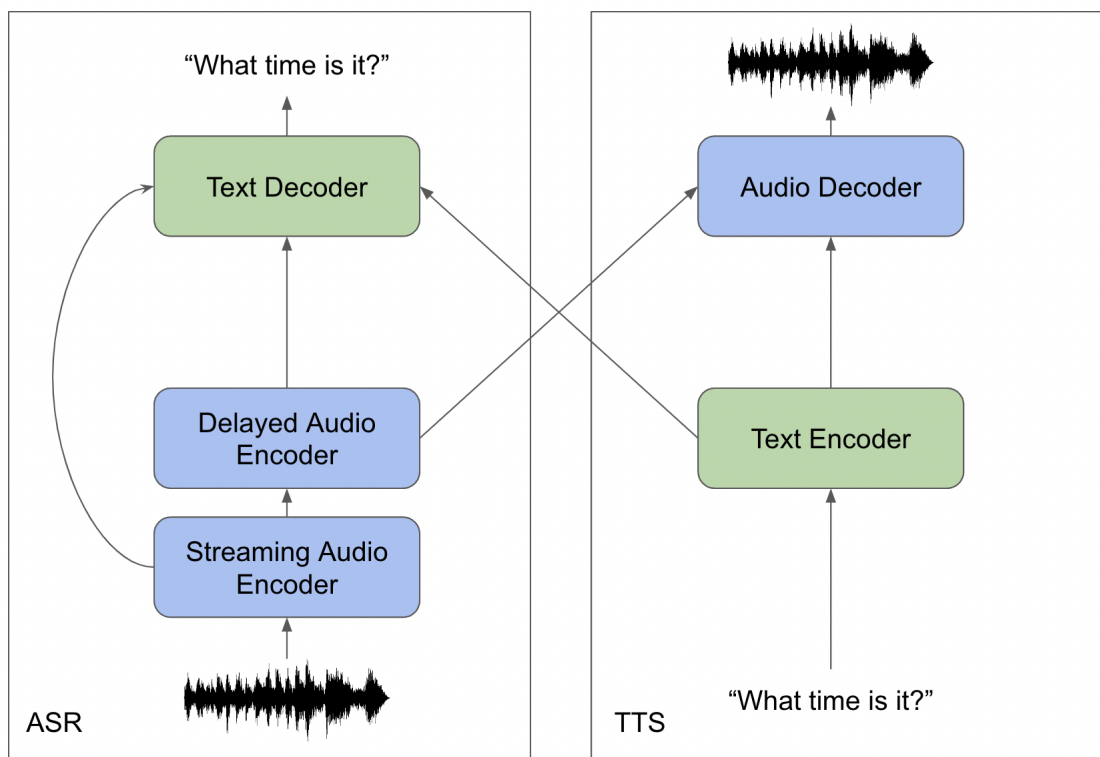 “What time is it?”
Text Decoder
Delayed Audio
Encoder
Streaming Audio
Encoder
ASR
Audio Decoder
Text Encoder
“What time is it?”
TTS